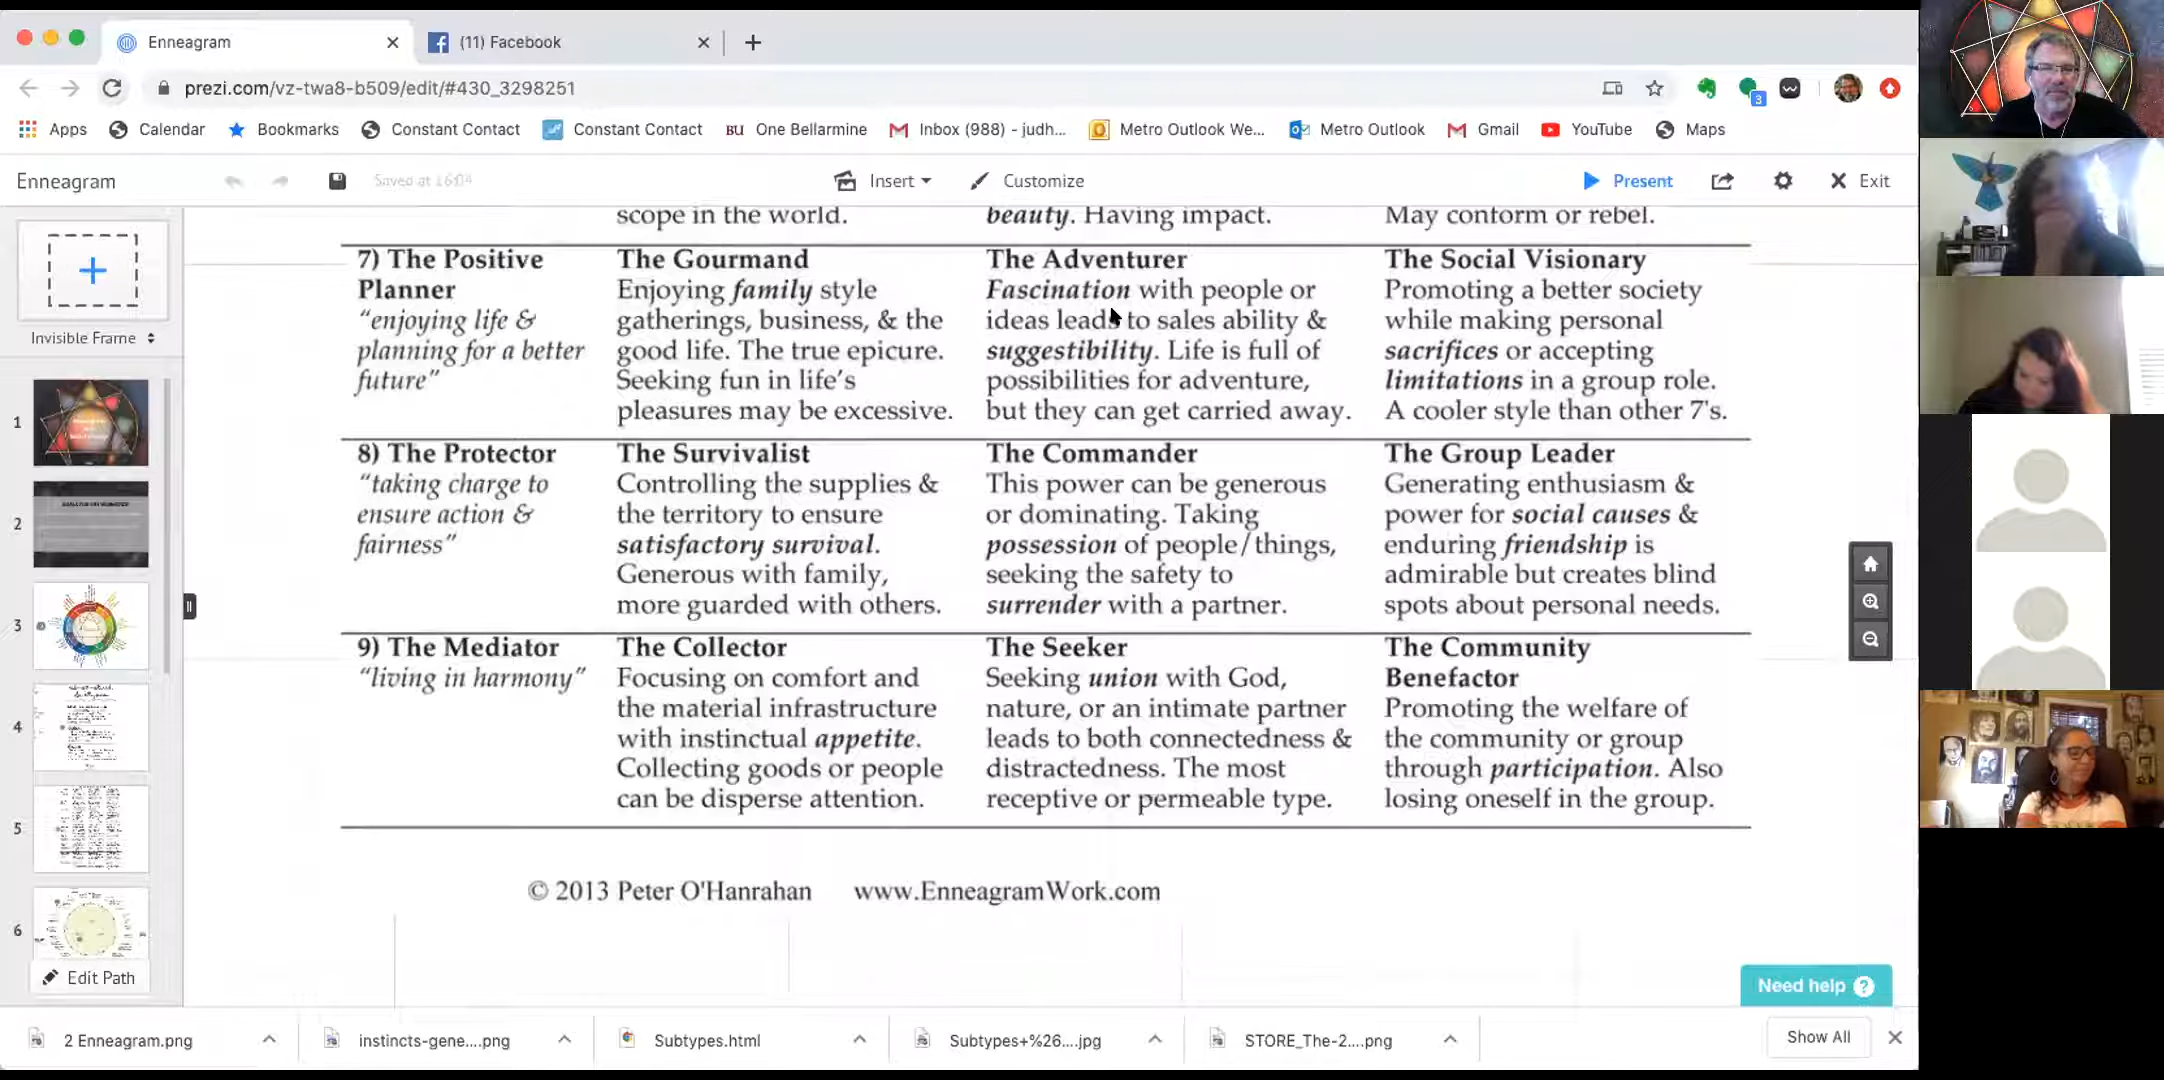 Enneagram
(11) Facebook
prezi.com/vz-twa8-b509/edit/#430_3298251
3
Apps
Calendar
Bookmarks
Constant Contact
Constant Contact
BU One Bellarmine
Inbox (988) - judh...
Metro Outlook We...
Metro Outlook
Gmail
YouTube
Maps
Enneagram
Saved at 16:04
Insert
Customize
Present
Exit
Invisible Frame
1
2
3
4
5
6
Edit Path
scope in the world.
beauty. Having impact.
May conform or rebel.
7) The Positive
Planner
“enjoying life &
planning for a better
future”
The Gourmand
Enjoying family style
gatherings, business, & the
good life. The true epicure.
Seeking fun in life’s
pleasures may be excessive.
The Adventurer
Fascination with people or
ideas leads to sales ability &
suggestibility. Life is full of
possibilities for adventure,
but they can get carried away.
The Social Visionary
Promoting a better society
while making personal
sacrifices or accepting
limitations in a group role.
A cooler style than other 7's.
8) The Protector
“taking charge to
ensure action &
fairness”
The Survivalist
Controlling the supplies &
the territory to ensure
satisfactory survival.
Generous with family,
more guarded with others.
The Commander
This power can be generous
or dominating. Taking
possession of people/things,
seeking the safety to
surrender with a partner.
The Group Leader
Generating enthusiasm &
power for social causes &
enduring friendship is
admirable but creates blind
spots about personal needs.
9) The Mediator
“living in harmony”
The Collector
Focusing on comfort and
the material infrastructure
with instinctual appetite.
Collecting goods or people
can be disperse attention.
The Seeker
Seeking union with God,
nature, or an intimate partner
leads to both connectedness &
distractedness. The most
receptive or permeable type.
The Community
Benefactor
Promoting the welfare of
the community or group
through participation. Also
losing oneself in the group.
© 2013 Peter O'Hanrahan www.EnneagramWork.com
Need help ?
2 Enneagram.png
instincts-gene....png
Subtypes.html
Subtypes+%26....jpg
STORE_The-2....png
Show All